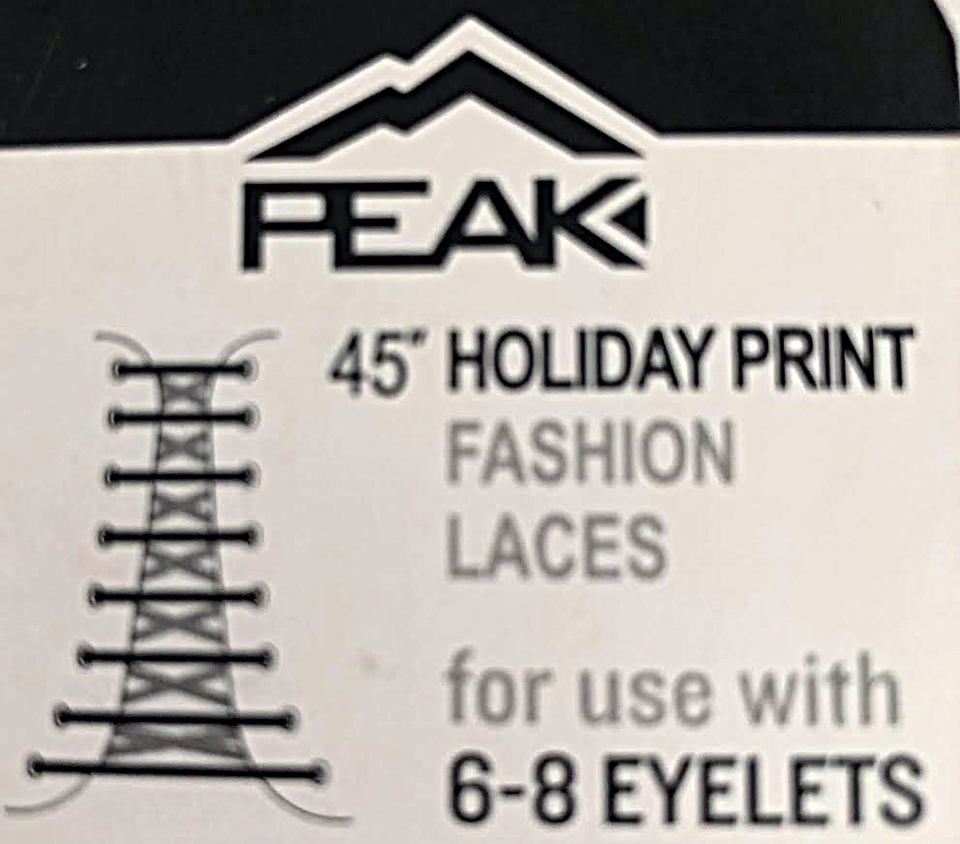 PEAK
45" HOLIDAY PRINT
FASHION
LACES
for use with
6-8 EYELETS